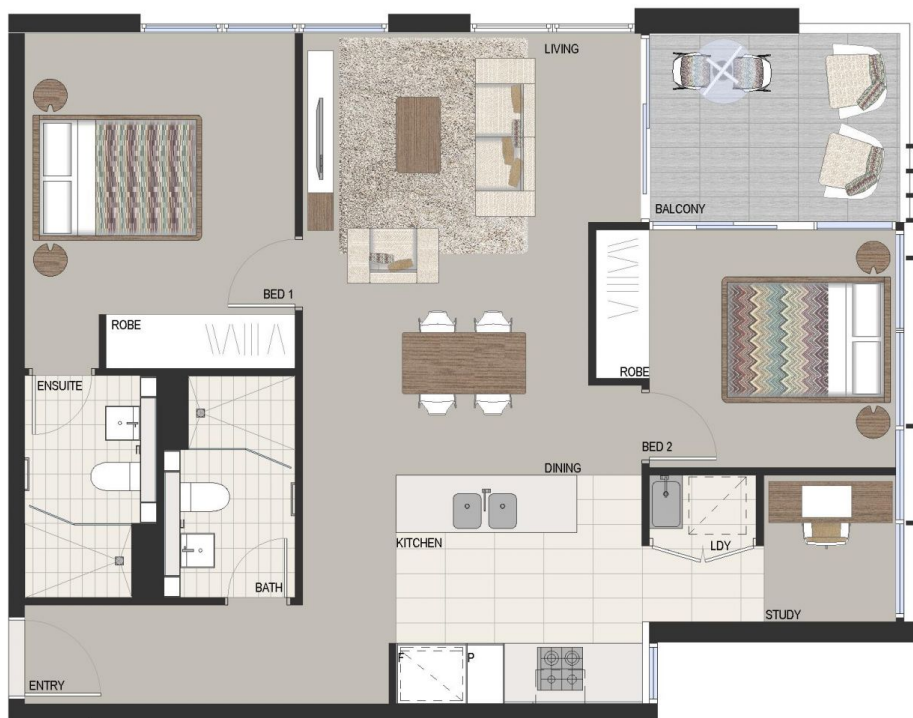 LIVING
BALCONY
BED 1
ROBE
ROBE
ENSUITE
BED 2
DINING
KITCHEN
LDY
BATH
STUDY
F
P
ENTRY